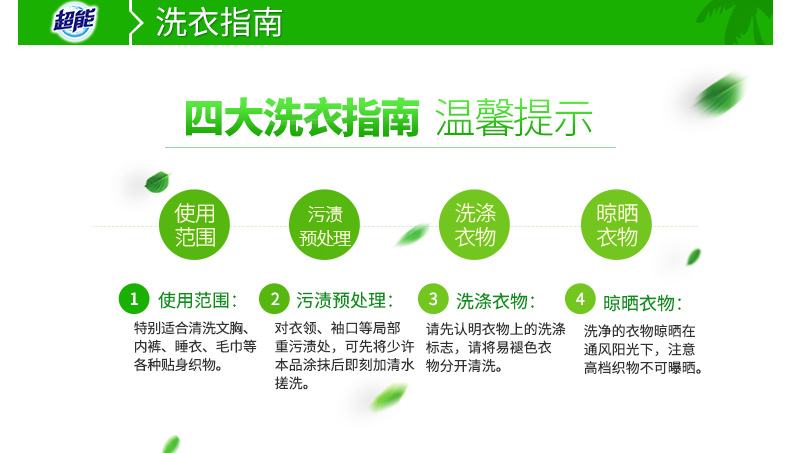 超能
洗衣指南
四大洗衣指南 温馨提示
使用
范围
污渍
预处理
洗涤
衣物
晾晒
衣物
1 使用范围：
特别适合清洗文胸、
内裤、睡衣、毛巾等
各种贴身织物。
2 污渍预处理：
对衣领、袖口等局部
重污渍处，可先将少许
本品涂抹后即刻加清水
搓洗。
3 洗涤衣物：
请先认明衣物上的洗涤
标志，请将易褪色衣
物分开清洗。
4 晾晒衣物：
洗净的衣物晾晒在
通风阳光下，注意
高档织物不可曝晒。